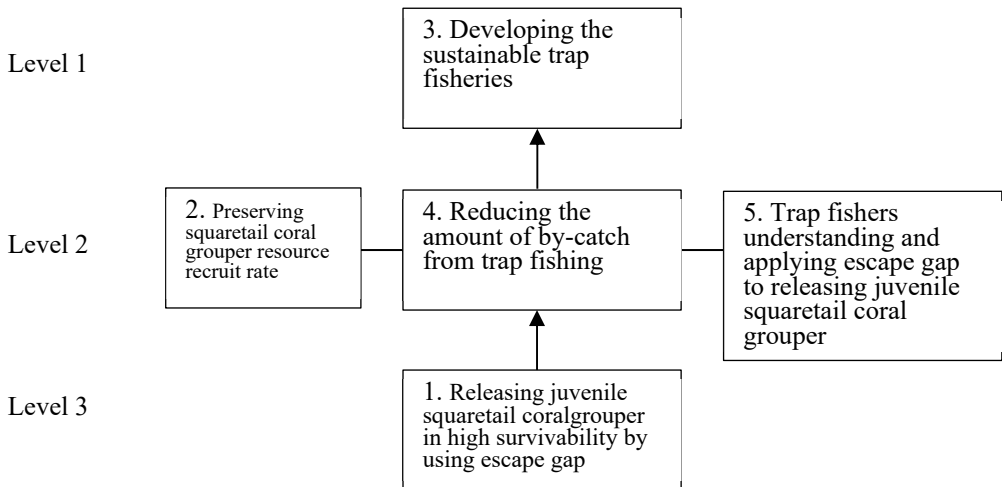 Level 1
3. Developing the
sustainable trap
fisheries
Level 2
2. Preserving
squaretail coral
grouper resource
recruit rate
4. Reducing the
amount of by-catch
from trap fishing
5. Trap fishers
understanding and
applying escape gap
to releasing juvenile
squaretail coral
grouper
Level 3
1. Releasing juvenile
squaretail coralgrouper
in high survivability by
using escape gap